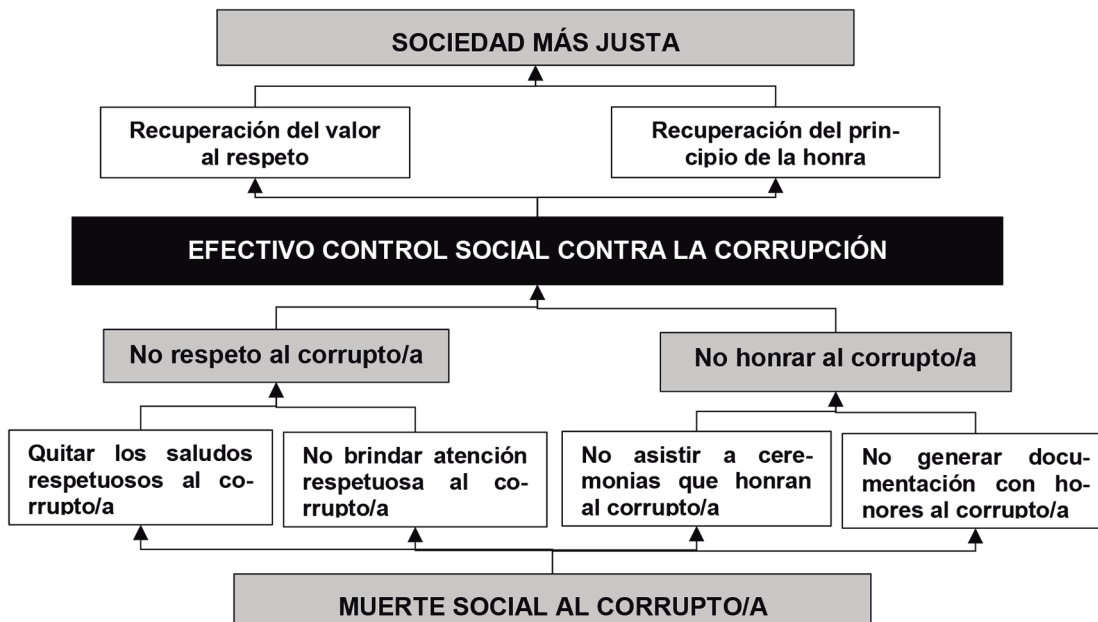 SOCIEDAD MÁS JUSTA
Recuperación del valor
al respeto
Recuperación del prin-
cipio de la honra
EFECTIVO CONTROL SOCIAL CONTRA LA CORRUPCIÓN
No respeto al corrupto/a
No honrar al corrupto/a
Quitar los saludos
respetuosos al co-
rrupto/a
No brindar atención
respetuosa al co-
rrupto/a
No asistir a cere-
monias que honran
al corrupto/a
No generar docu-
mentación con ho-
nores al corrupto/a
MUERTE SOCIAL AL CORRUPTO/A